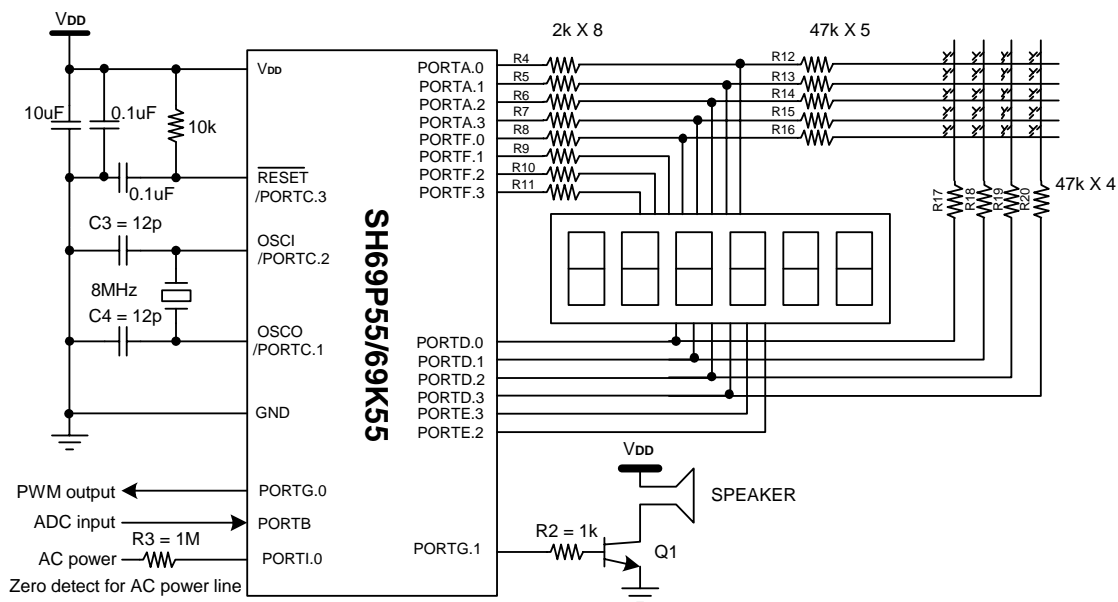 VDD
2k X 8
47k X 5
10uF
0.1uF
10k
0.1uF
C3 = 12p
8MHz
C4 = 12p
VDD
RESET
/PORTC.3
OSCI
/PORTC.2
OSCO
/PORTC.1
GND
PORTG.0
PORTB
PORTI.0
PWM output
ADC input
R3 = 1M
AC power
Zero detect for AC power line
SH69P55/69K55
PORTA.0
PORTA.1
PORTA.2
PORTA.3
PORTF.0
PORTF.1
PORTF.2
PORTF.3
R4
R5
R6
R7
R8
R9
R10
R11
R12
R13
R14
R15
R16
R17
R18
R19
R20
47k X 4
PORTD.0
PORTD.1
PORTD.2
PORTD.3
PORTE.3
PORTE.2
VDD
SPEAKER
PORTG.1
R2 = 1k
Q1